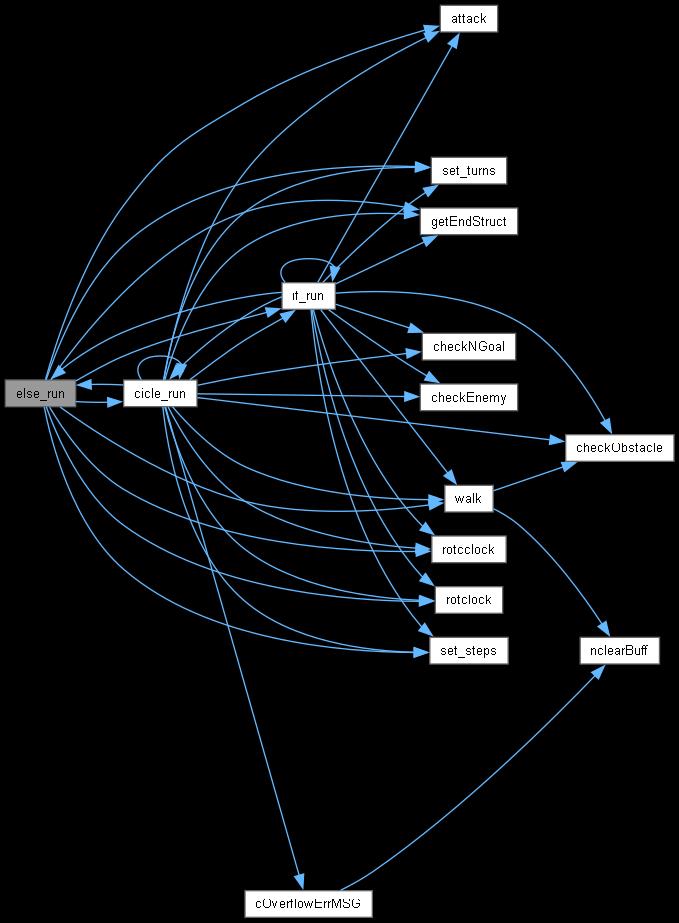 attack
set_turns
getEndStruct
if_run
checkNGoal
else_run
cicle_run
checkEnemy
checkObstacle
walk
rotcclock
rotclock
set_steps
nclearBuff
cOverflowErrMSG